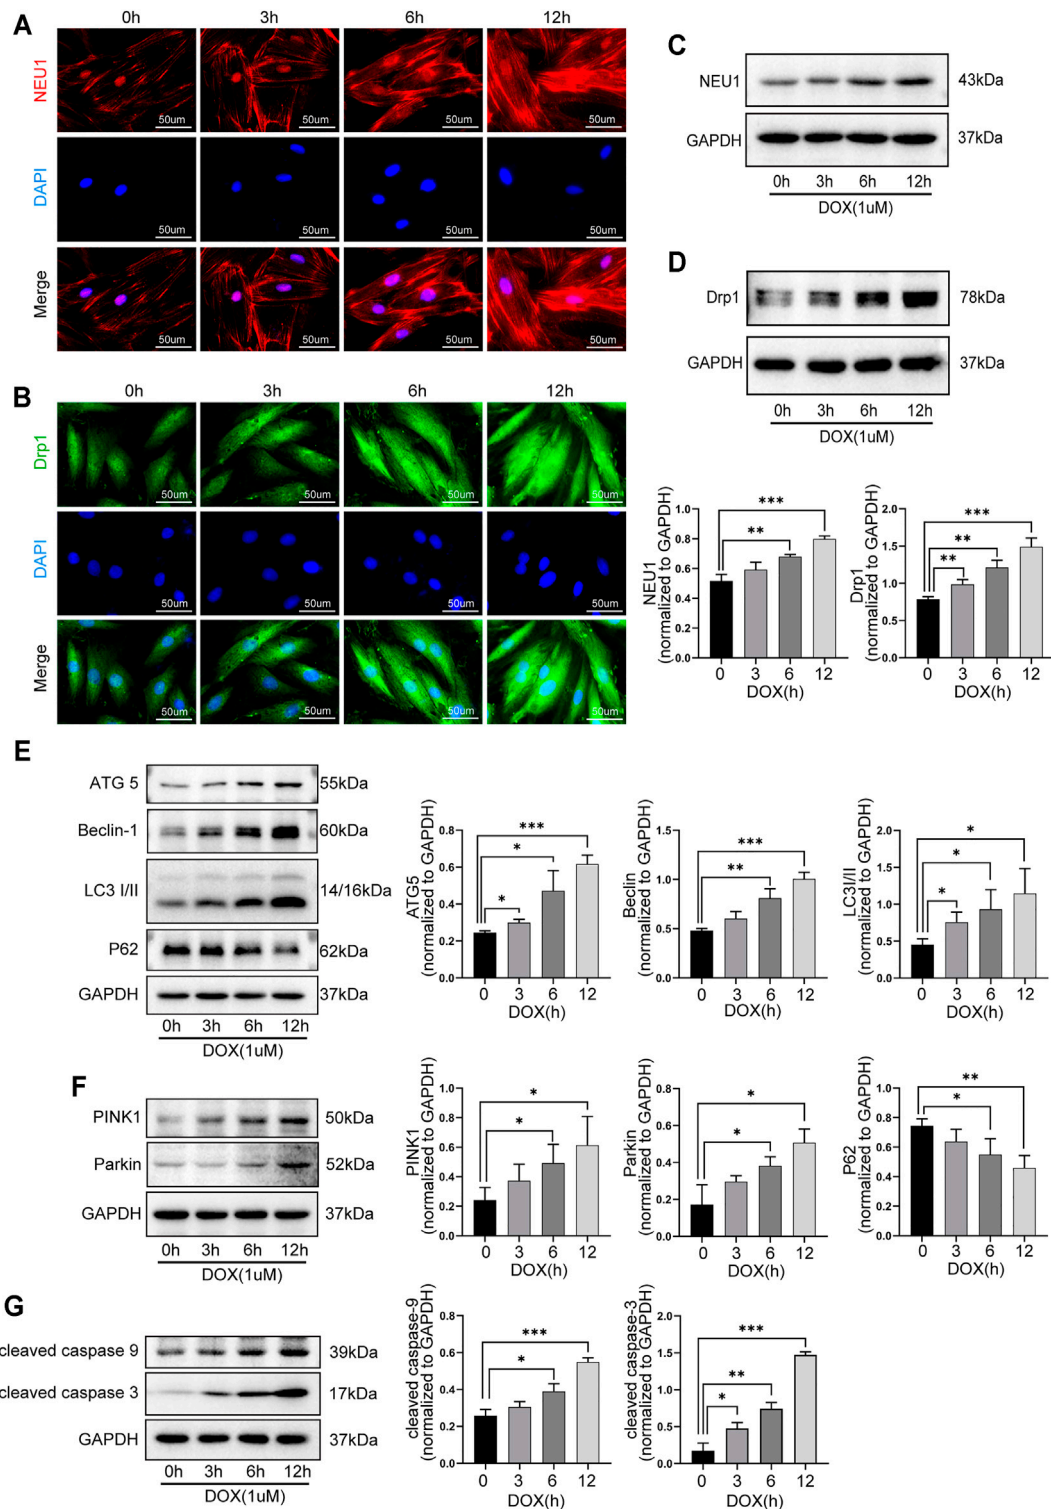 A
0h 3h 6h 12h
NEU1
50um 50um 50um 50um
DAPI
50um 50um 50um 50um
Merge
50um 50um 50um 50um
B
0h 3h 6h 12h
Drp1
50um 50um 50um 50um
DAPI
50um 50um 50um 50um
Merge
50um 50um 50um 50um
C
NEU1 43kDa
GAPDH 37kDa
0h 3h 6h 12h
DOX(1uM)
D
Drp1 78kDa
GAPDH 37kDa
0h 3h 6h 12h
DOX(1uM)
NEU1
(normalized to GAPDH)
1.0
0.8
0.6
0.4
0.2
0.0
***
**
0 3 6 12
DOX(h)
Drp1
(normalized to GAPDH)
2.0
1.5
1.0
0.5
0.0
***
**
**
0 3 6 12
DOX(h)
E
ATG 5 55kDa
Beclin-1 60kDa
LC3 I/II 14/16kDa
P62 62kDa
GAPDH 37kDa
0h 3h 6h 12h
DOX(1uM)
ATG5
(normalized to GAPDH)
0.8
0.6
0.4
0.2
0.0
***
*
*
0 3 6 12
DOX(h)
Beclin
(normalized to GAPDH)
1.5
1.0
0.5
0.0
***
**
0 3 6 12
DOX(h)
LC3I/II
(normalized to GAPDH)
2.0
1.5
1.0
0.5
0.0
*
*
*
0 3 6 12
DOX(h)
F
PINK1 50kDa
Parkin 52kDa
GAPDH 37kDa
0h 3h 6h 12h
DOX(1uM)
PINK1
(normalized to GAPDH)
1.0
0.8
0.6
0.4
0.2
0.0
*
*
0 3 6 12
DOX(h)
Parkin
(normalized to GAPDH)
0.8
0.6
0.4
0.2
0.0
*
*
0 3 6 12
DOX(h)
P62
(normalized to GAPDH)
1.0
0.8
0.6
0.4
0.2
0.0
**
*
0 3 6 12
DOX(h)
G
cleaved caspase 9 39kDa
cleaved caspase 3 17kDa
GAPDH 37kDa
0h 3h 6h 12h
DOX(1uM)
cleaved caspase-9
(normalized to GAPDH)
0.8
0.6
0.4
0.2
0.0
***
*
0 3 6 12
DOX(h)
cleaved caspase-3
(normalized to GAPDH)
2.0
1.5
1.0
0.5
0.0
***
**
*
0 3 6 12
DOX(h)